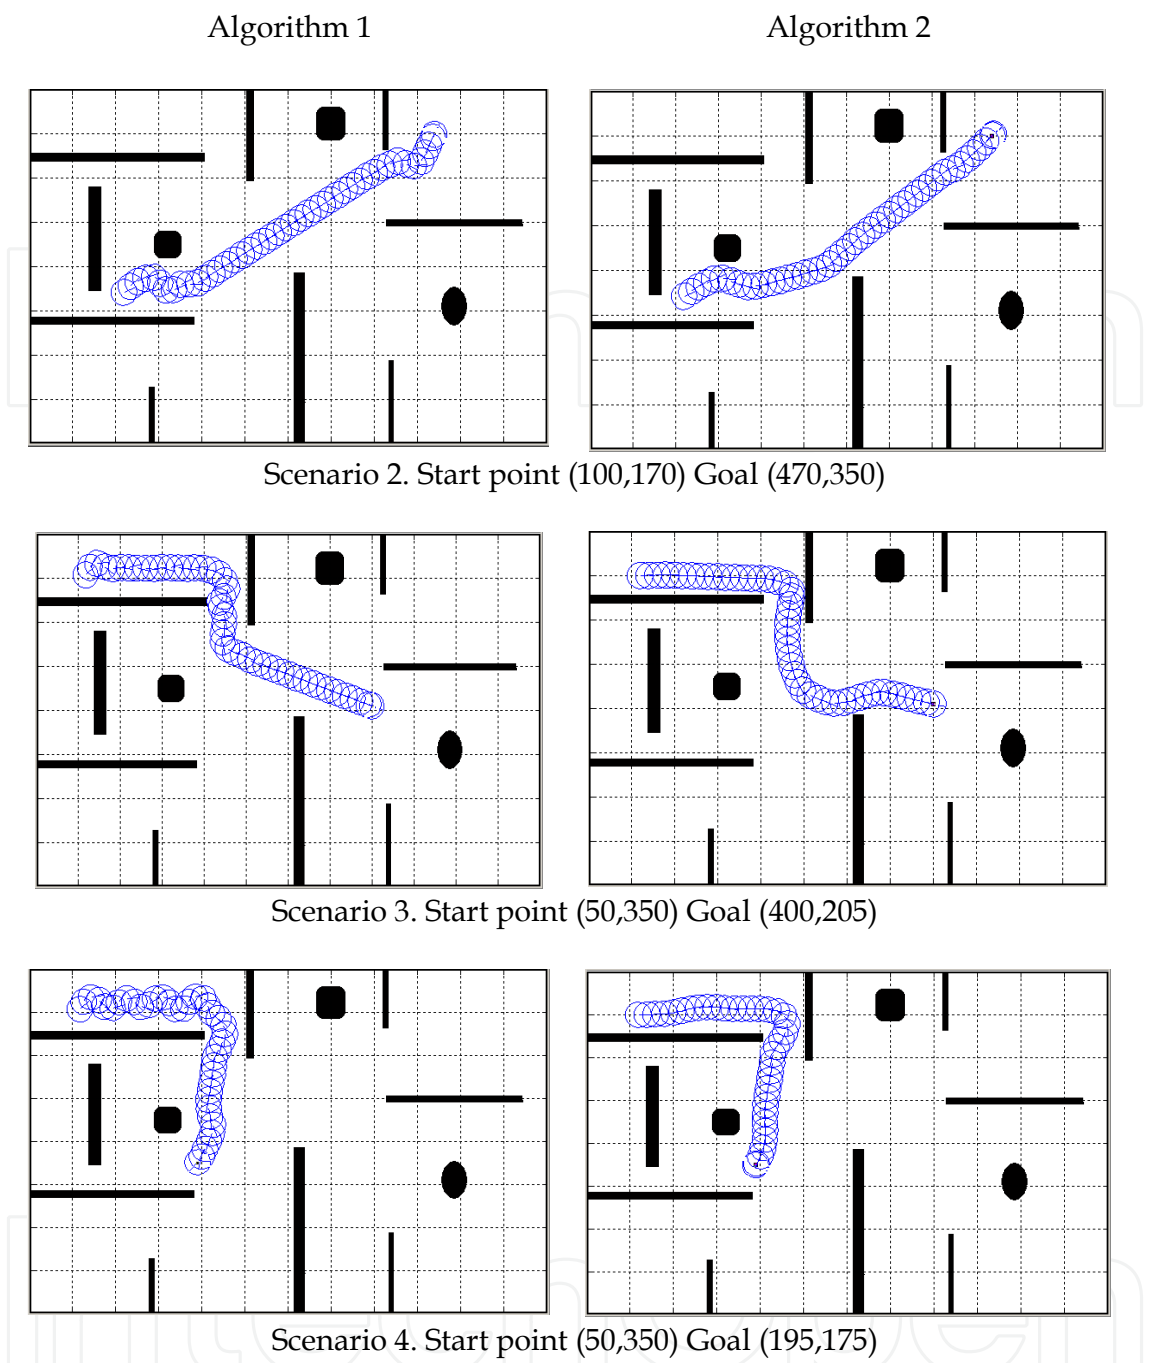 Algorithm 1 Algorithm 2
Scenario 2. Start point (100,170) Goal (470,350)
Scenario 3. Start point (50,350) Goal (400,205)
Scenario 4. Start point (50,350) Goal (195,175)